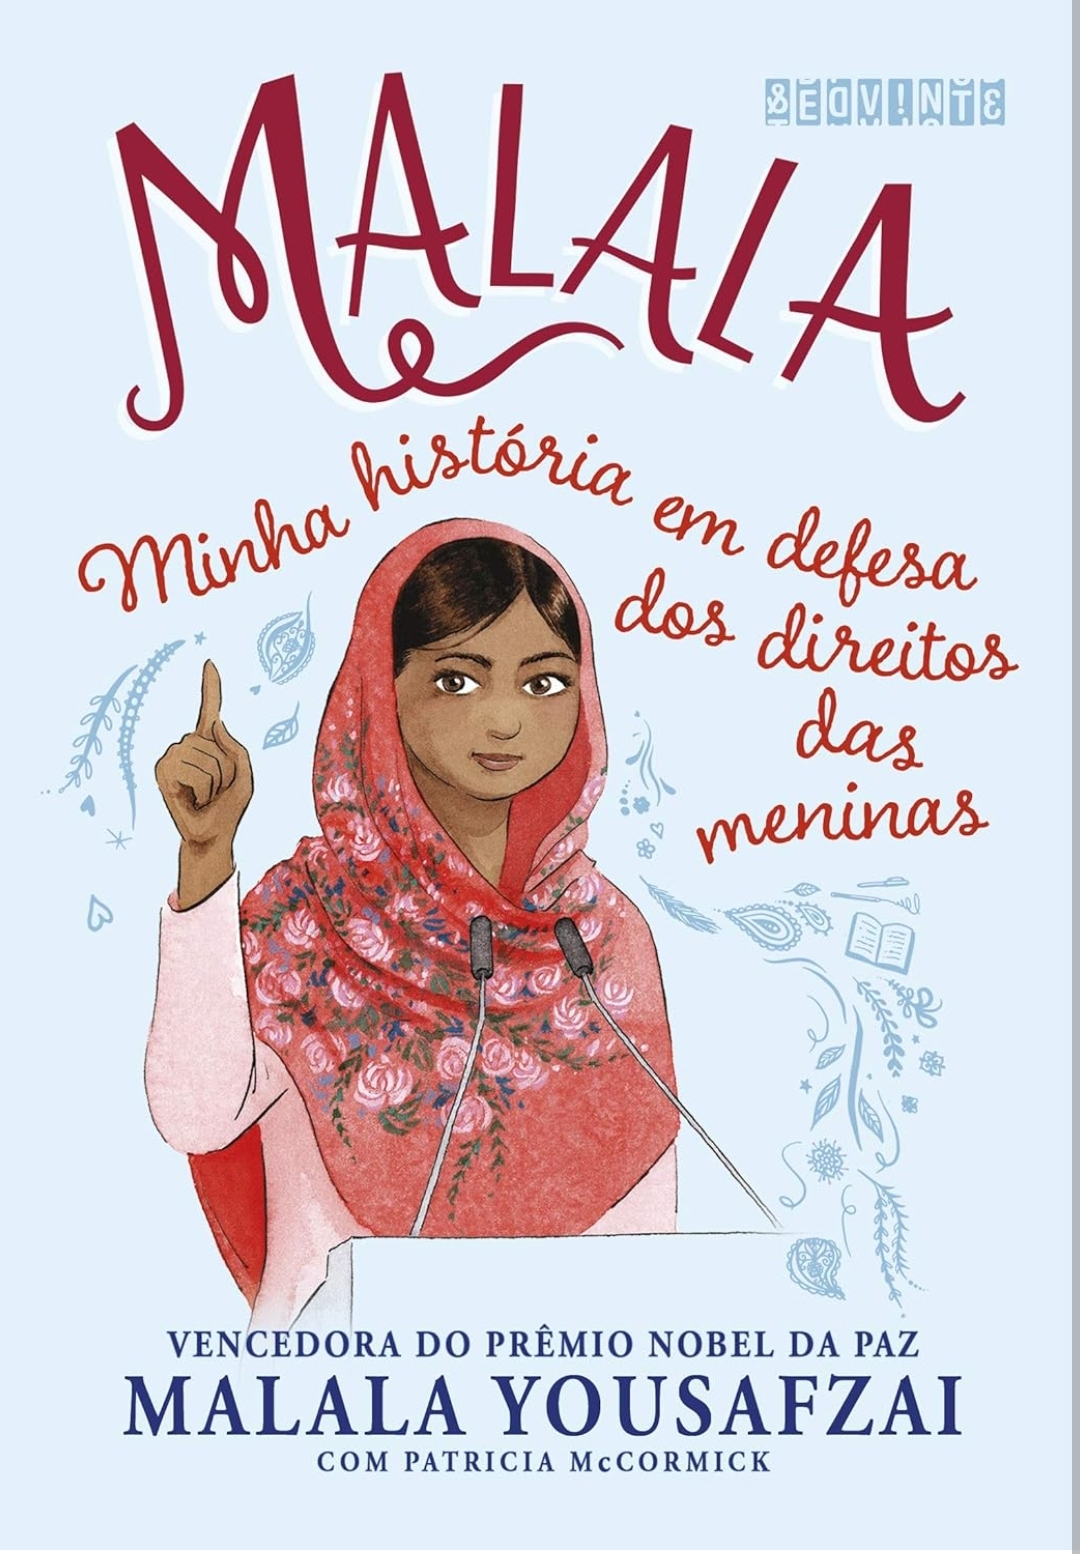 SEGUINTE
MALALA
Minha história em defesa
dos direitos
das
meninas
VENCEDORA DO PRÊMIO NOBEL DA PAZ
MALALA YOUSAFZAI
COM PATRICIA McCORMICK